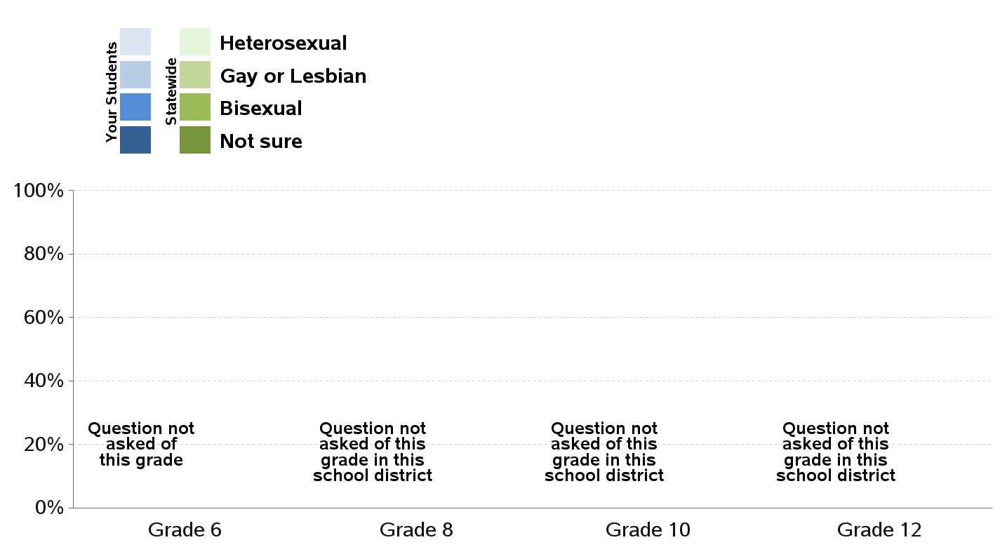 Your Students
Statewide
Heterosexual
Gay or Lesbian
Bisexual
Not sure
100%
80%
60%
40%
20%
0%
Question not
asked of
this grade
Question not
asked of this
grade in this
school district
Question not
asked of this
grade in this
school district
Question not
asked of this
grade in this
school district
Grade 6
Grade 8
Grade 10
Grade 12